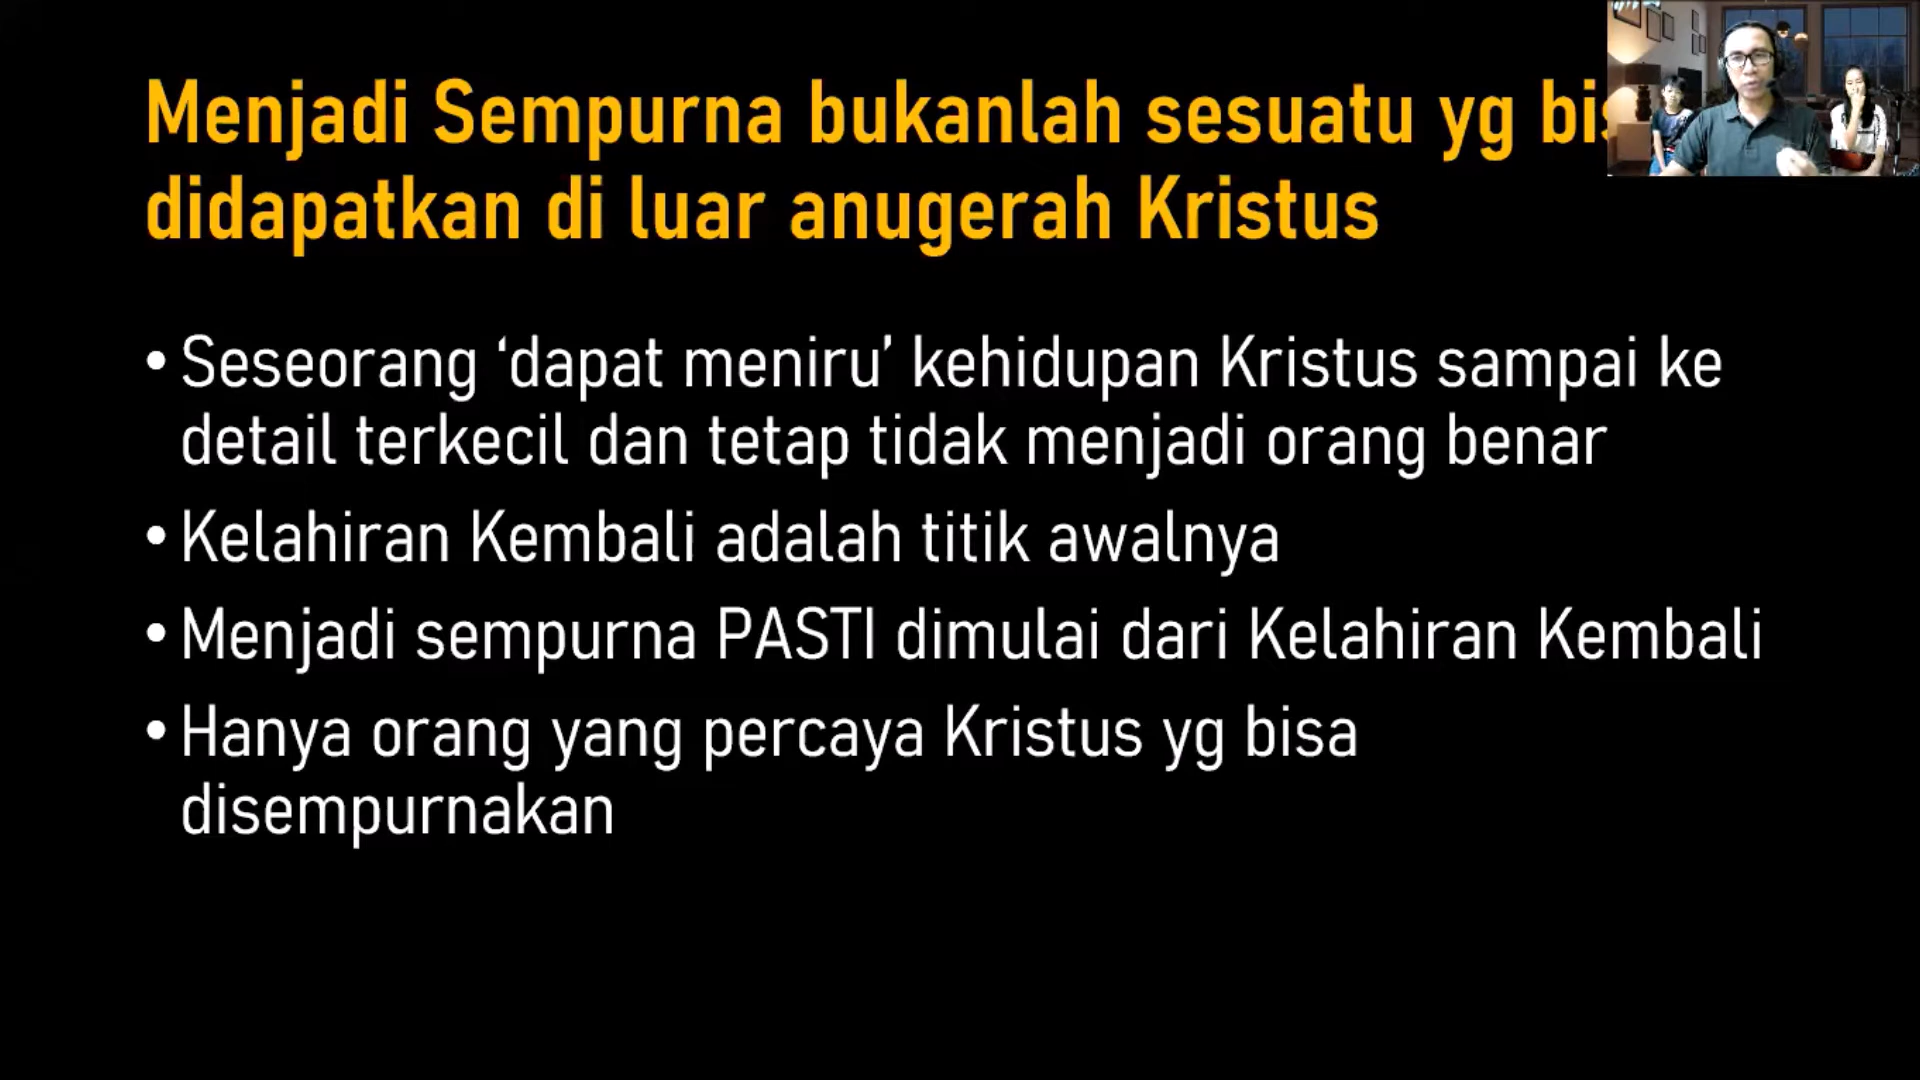 Menjadi Sempurna bukanlah sesuatu yg
didapatkan di luar anugerah Kristus
• Seseorang ‘dapat meniru’ kehidupan Kristus sampai ke
detail terkecil dan tetap tidak menjadi orang benar
• Kelahiran Kembali adalah titik awalnya
• Menjadi sempurna PASTI dimulai dari Kelahiran Kembali
• Hanya orang yang percaya Kristus yg bisa
disempurnakan